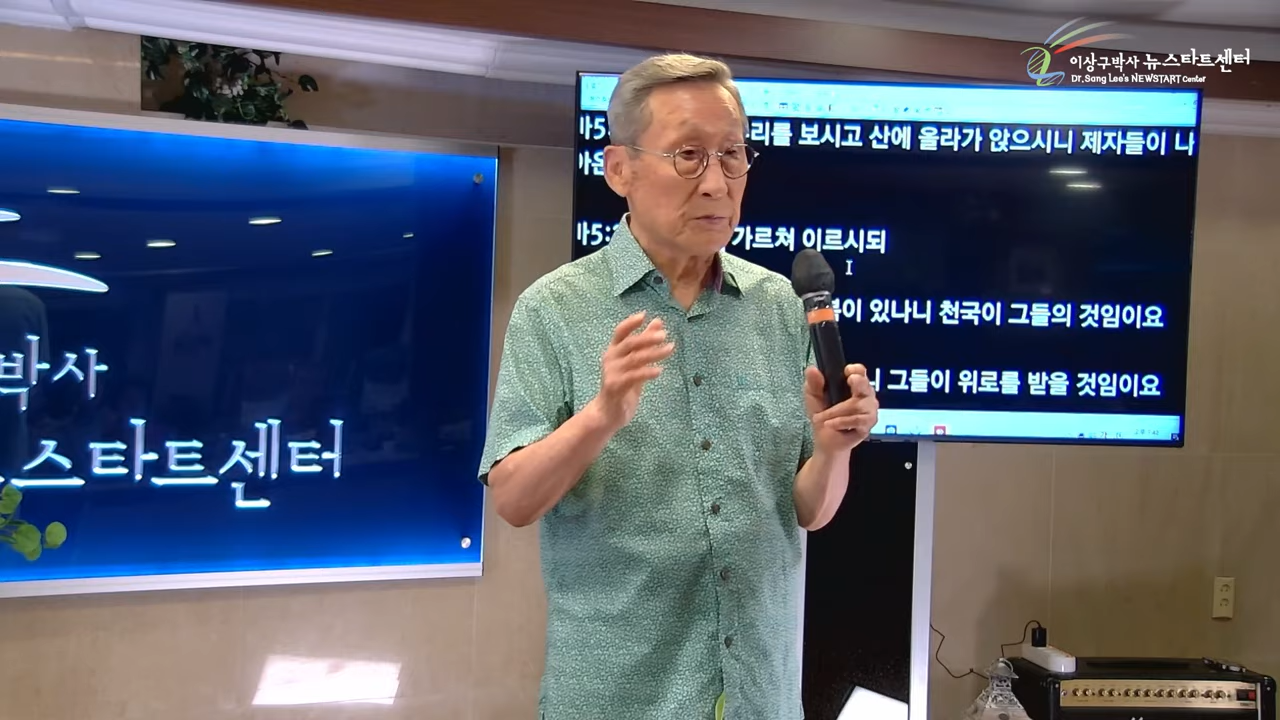 이상구박사 뉴스타트센터
Dr. Sang Lee's NEWSTART Center
리를 보시고 산에 올라가 앉으시니 제자들이 나
마5: 가르쳐 이르시되
이 있나니 천국이 그들의 것임이요
니 그들이 위로를 받을 것임이요
박사
스타트센터